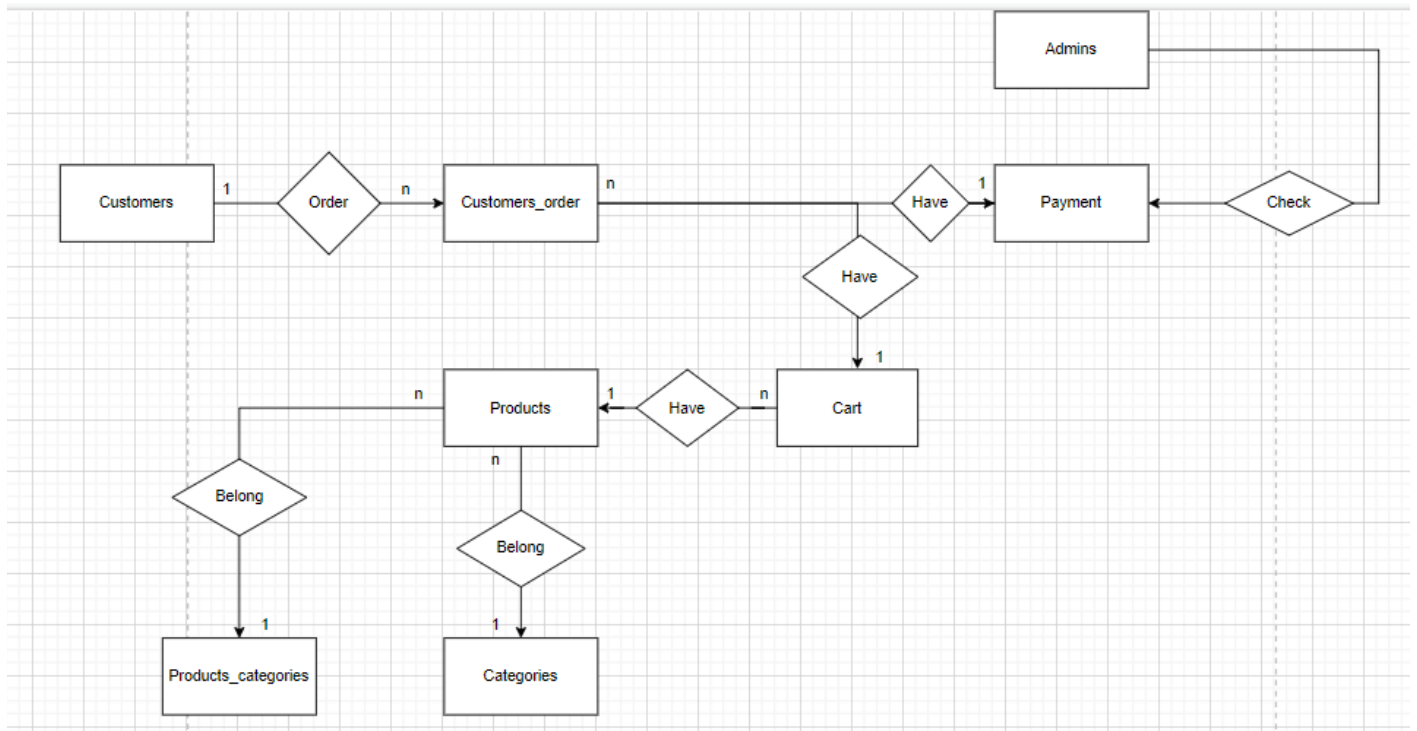 Admins
Customers
1
Order
n
Customers_order
n
Have
1
Payment
Check
Have
1
n
Products
1
Have
n
Cart
n
Belong
Belong
1
1
Products_categories
Categories